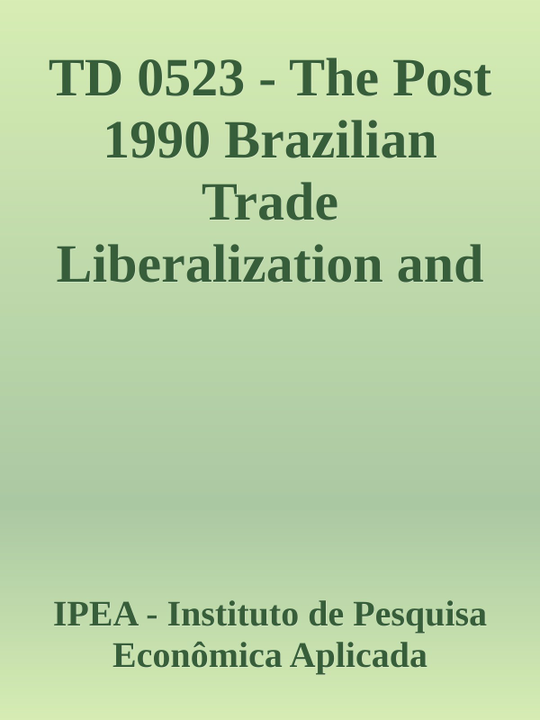 TD 0523 - The Post
1990 Brazilian
Trade
Liberalization and
IPEA - Instituto de Pesquisa
Econômica Aplicada